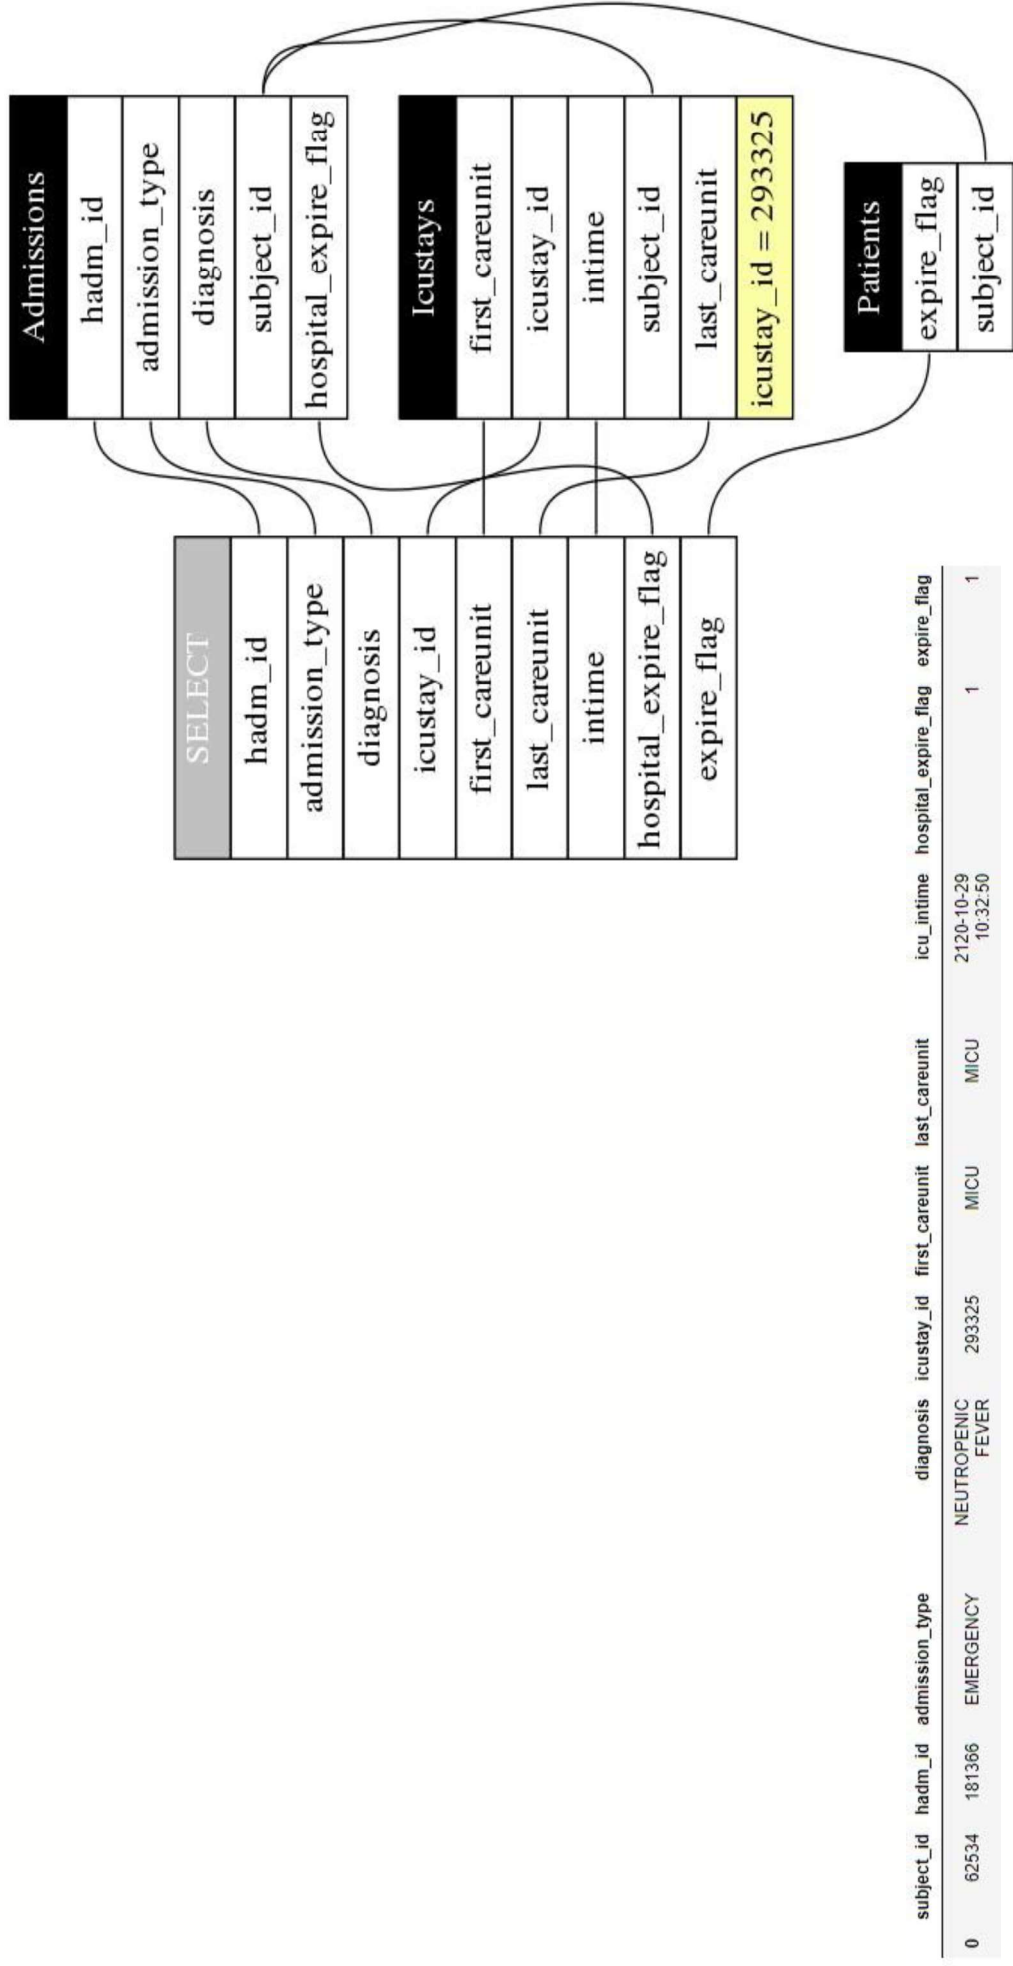 SELECT
hadm_id
admission_type
diagnosis
icustay_id
first_careunit
last_careunit
intime
hospital_expire_flag
expire_flag
Admissions
hadm_id
admission_type
diagnosis
subject_id
hospital_expire_flag
Icustays
first_careunit
icustay_id
intime
subject_id
last_careunit
icustay_id = 293325
Patients
expire_flag
subject_id
subject_id hadm_id admission_type diagnosis icustay_id first_careunit last_careunit icu_intime hospital_expire_flag expire_flag
0 62534 181366 EMERGENCY NEUTROPENIC 293325 MICU MICU 2120-10-29 1 1
FEVER 10:32:50